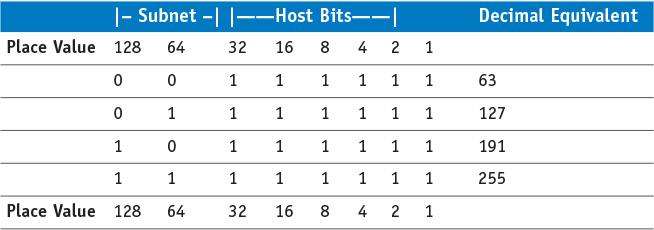 |– Subnet –| |——Host Bits——| Decimal Equivalent
Place Value 128 64 32 16 8 4 2 1
0 0 1 1 1 1 1 1 63
0 1 1 1 1 1 1 1 127
1 0 1 1 1 1 1 1 191
1 1 1 1 1 1 1 1 255
Place Value 128 64 32 16 8 4 2 1